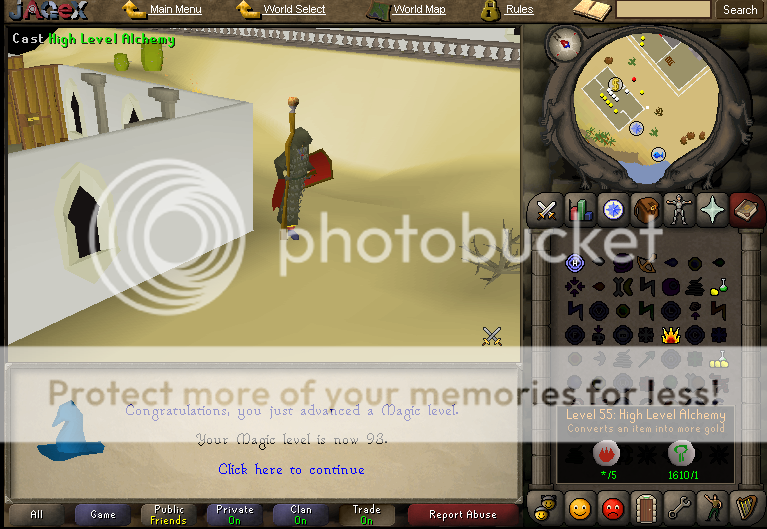 JAGEX
Main Menu
World Select
World Map
Rules
Search
Cast High Level Alchemy
photobucket
Protect more of your memories for less!
Congratulations, you just advanced a Magic level.
Your Magic level is now 93.
Click here to continue
Level 55: High Level Alchemy
Converts an item into more gold
*/5
1610/1
All
Game
Public
Friends
Private
On
Clan
On
Trade
On
Report Abuse